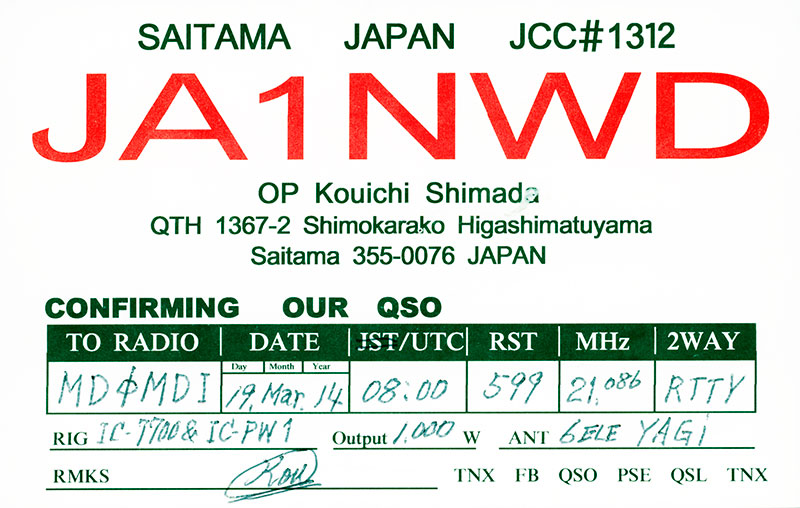 SAITAMA JAPAN JCC#1312
JA1NWD
OP Kouichi Shimada
QTH 1367-2 Shimokarako Higashimatuyama
Saitama 355-0076 JAPAN
CONFIRMING OUR QSO
TO RADIO DATE JST/UTC RST MHz 2WAY
Day Month Year
MDØMDI 19. Mar. 14 08:00 599 21.086 RTTY
RIG IC-7700 & IC-PW1 Output 1.000 W ANT 6ELE YAGi
RMKS Kou TNX FB QSO PSE QSL TNX